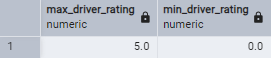 max_driver_rating min_driver_rating
numeric numeric
1 5.0 0.0